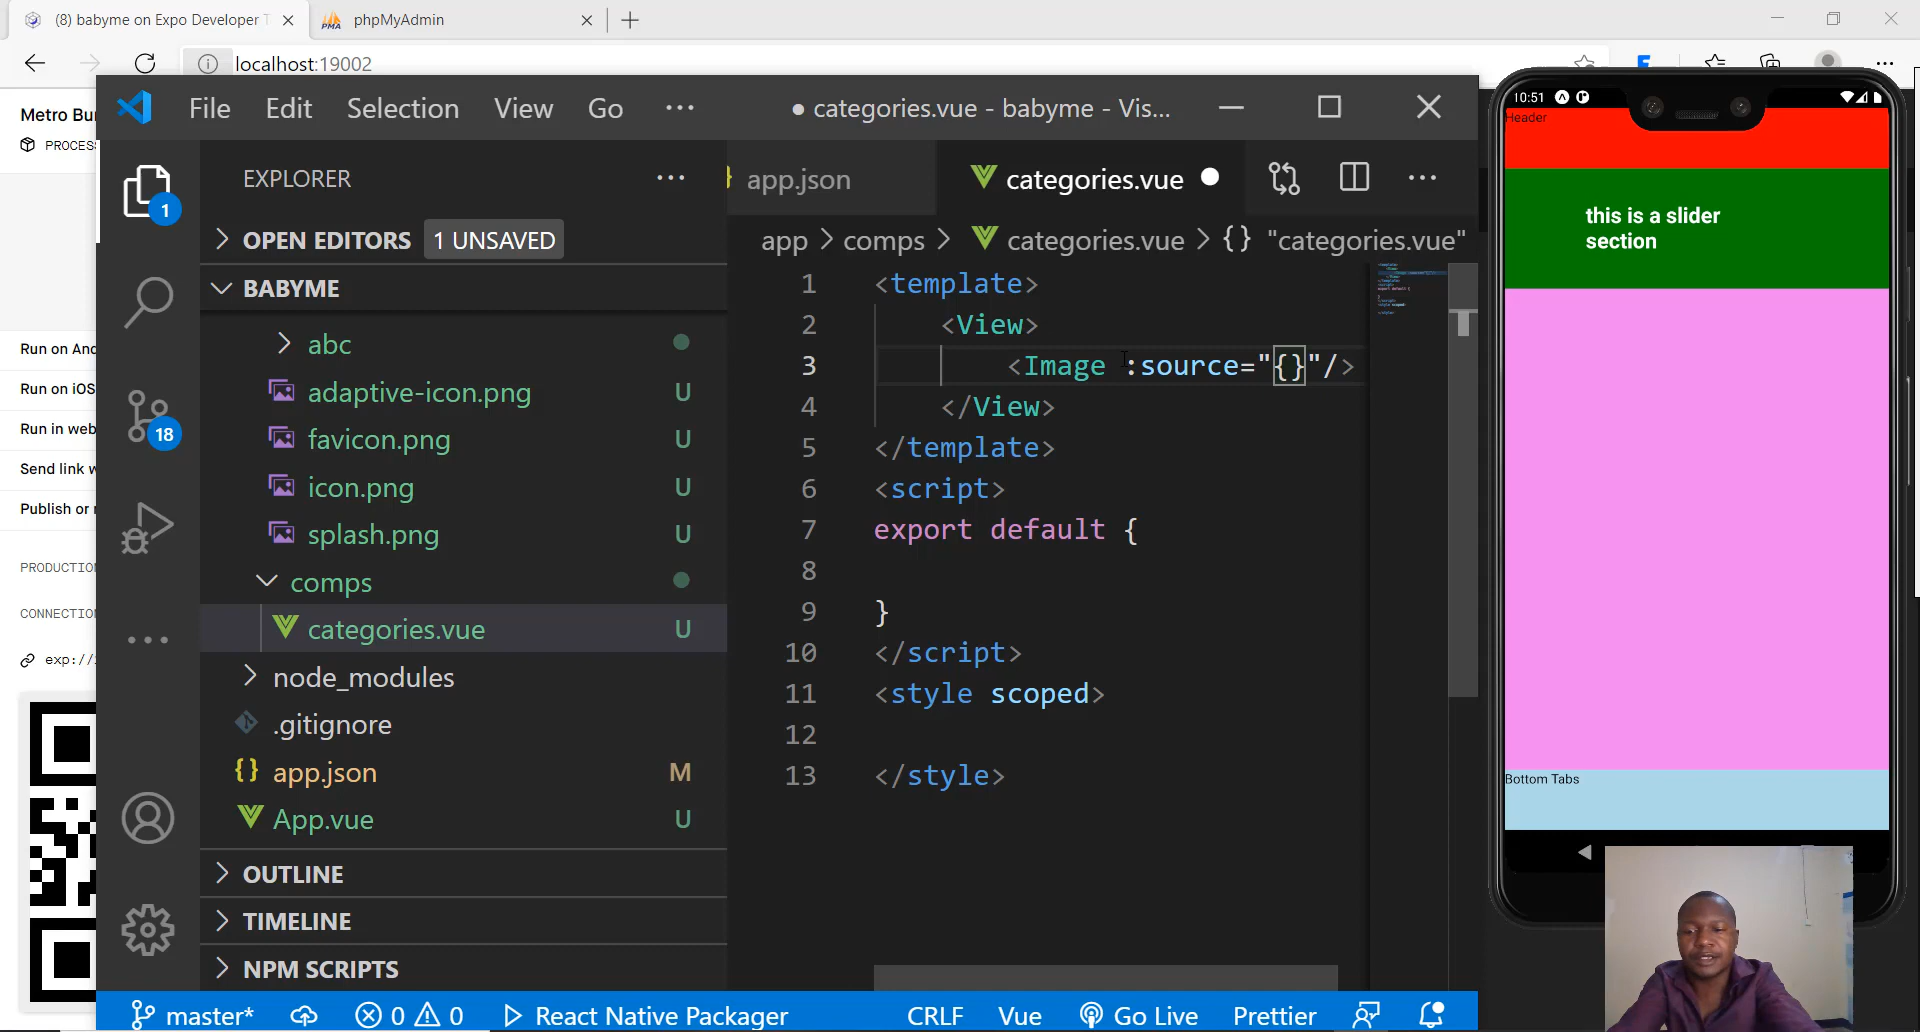 (8) babyme on Expo Developer T
phpMyAdmin
localhost:19002
Metro Bu
PROCES
Run on And
Run on iOS
Run in web
Send link w
Publish or r
PRODUCTION
CONNECTION
exp://
File Edit Selection View Go ··· ● categories.vue - babyme - Vis...
EXPLORER
1
OPEN EDITORS 1 UNSAVED
BABYME
abc
adaptive-icon.png U
favicon.png U
icon.png U
18
splash.png U
comps
categories.vue U
node_modules
.gitignore
{} app.json M
App.vue U
OUTLINE
TIMELINE
NPM SCRIPTS
app.json categories.vue
app > comps > categories.vue > {} "categories.vue"
1 <template>
2 <View>
3 <Image :source="{}"/>
4 </View>
5 </template>
6 <script>
7 export default {
8
9 }
10 </script>
11 <style scoped>
12
13 </style>
master* 0 0 React Native Packager CRLF Vue Go Live Prettier
10:51
Header
this is a slider
section
Bottom Tabs